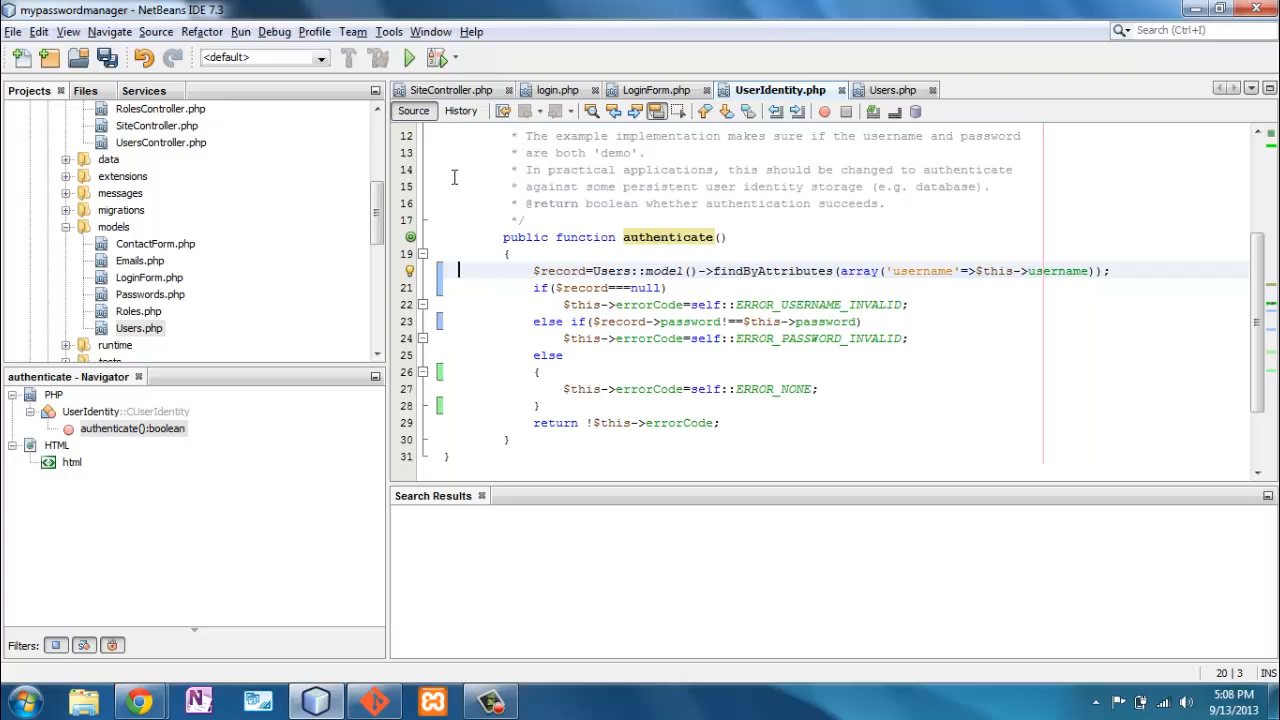 mypasswordmanager - NetBeans IDE 7.3
File Edit View Navigate Source Refactor Run Debug Profile Team Tools Window Help
Search (Ctrl+I)
<default>
Projects Files Services
SiteController.php login.php LoginForm.php UserIdentity.php Users.php
Source History
RolesController.php
SiteController.php
UsersController.php
data
extensions
messages
migrations
models
ContactForm.php
Emails.php
LoginForm.php
Passwords.php
Roles.php
Users.php
runtime
tests
authenticate - Navigator
PHP
UserIdentity::CUserIdentity
authenticate():boolean
HTML
html
Filters:
12 * The example implementation makes sure if the username and password
13 * are both 'demo'.
14 * In practical applications, this should be changed to authenticate
15 * against some persistent user identity storage (e.g. database).
16 * @return boolean whether authentication succeeds.
17 */
public function authenticate()
19 {
$record=Users::model()->findByAttributes(array('username'=>$this->username));
21 if($record===null)
22 $this->errorCode=self::ERROR_USERNAME_INVALID;
23 else if($record->password!==$this->password)
24 $this->errorCode=self::ERROR_PASSWORD_INVALID;
25 else
26 {
27 $this->errorCode=self::ERROR_NONE;
28 }
29 return !$this->errorCode;
30 }
31 }
Search Results
20 | 3 INS
5:08 PM
9/13/2013